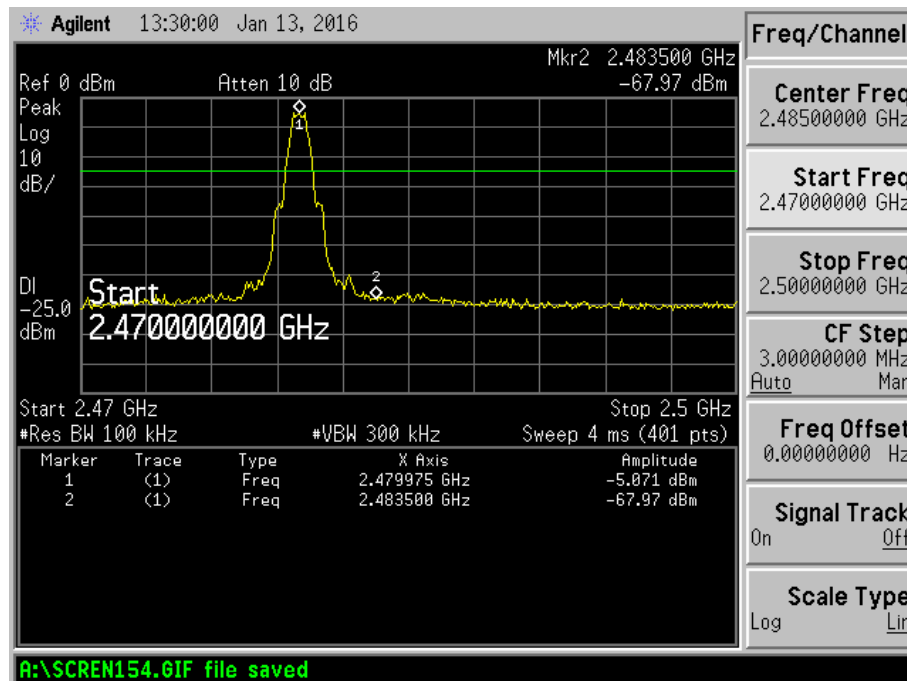 Agilent 13:30:00 Jan 13, 2016
Mkr2 2.483500 GHz
Ref 0 dBm Atten 10 dB -67.97 dBm
Peak
Log
10
dB/
1
2
DI
-25.0
dBm
Start
2.470000000 GHz
Start 2.47 GHz Stop 2.5 GHz
#Res BW 100 kHz #VBW 300 kHz Sweep 4 ms (401 pts)
Marker Trace Type X Axis Amplitude
1 (1) Freq 2.479975 GHz -5.071 dBm
2 (1) Freq 2.483500 GHz -67.97 dBm
A:\SCREN154.GIF file saved
Freq/Channel
Center Freq
2.48500000 GHz
Start Freq
2.47000000 GHz
Stop Freq
2.50000000 GHz
CF Step
3.00000000 MHz
Auto Man
Freq Offset
0.00000000 Hz
Signal Track
On Off
Scale Type
Log Lin